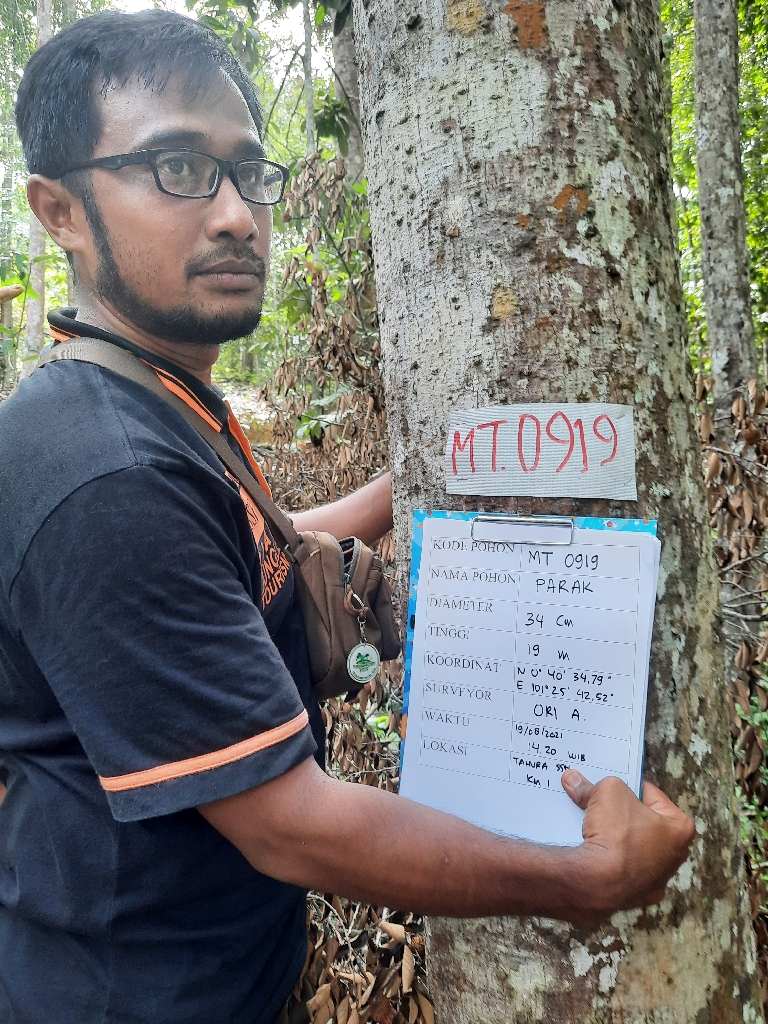 MT.0919
KODE POHON MT 0919
NAMA POHON PARAK
DIAMETER 34 Cm
TINGGI 19 m
KOORDINAT N 0° 40' 34,79"
E 101° 25' 42,52"
SURVEYOR ORI A.
WAKTU 19/08/2021
14.20 WIB
LOKASI TAHURA
KM 1